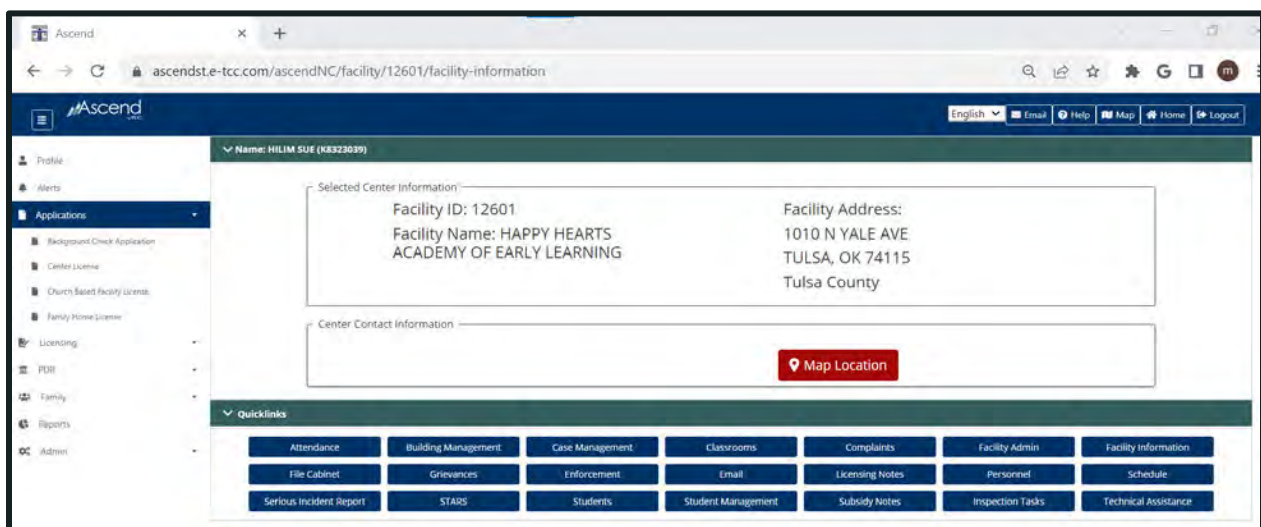 Ascend
ascendst.e-tcc.com/ascendNC/facility/12601/facility-information
m
Ascend
English Email Help Map Home Logout
Profile
Alerts
Applications
Background Check Application
Center License
Church Based Facility License
Family Home License
Licensing
PDR
Family
Reports
Admin
Name: HILIM SUE (K8323039)
Selected Center Information
Facility ID: 12601
Facility Name: HAPPY HEARTS
ACADEMY OF EARLY LEARNING
Facility Address:
1010 N YALE AVE
TULSA, OK 74115
Tulsa County
Center Contact Information
Map Location
Quicklinks
Attendance Building Management Case Management Classrooms Complaints Facility Admin Facility Information
File Cabinet Grievances Enforcement Email Licensing Notes Personnel Schedule
Serious Incident Report STARS Students Student Management Subsidy Notes Inspection Tasks Technical Assistance